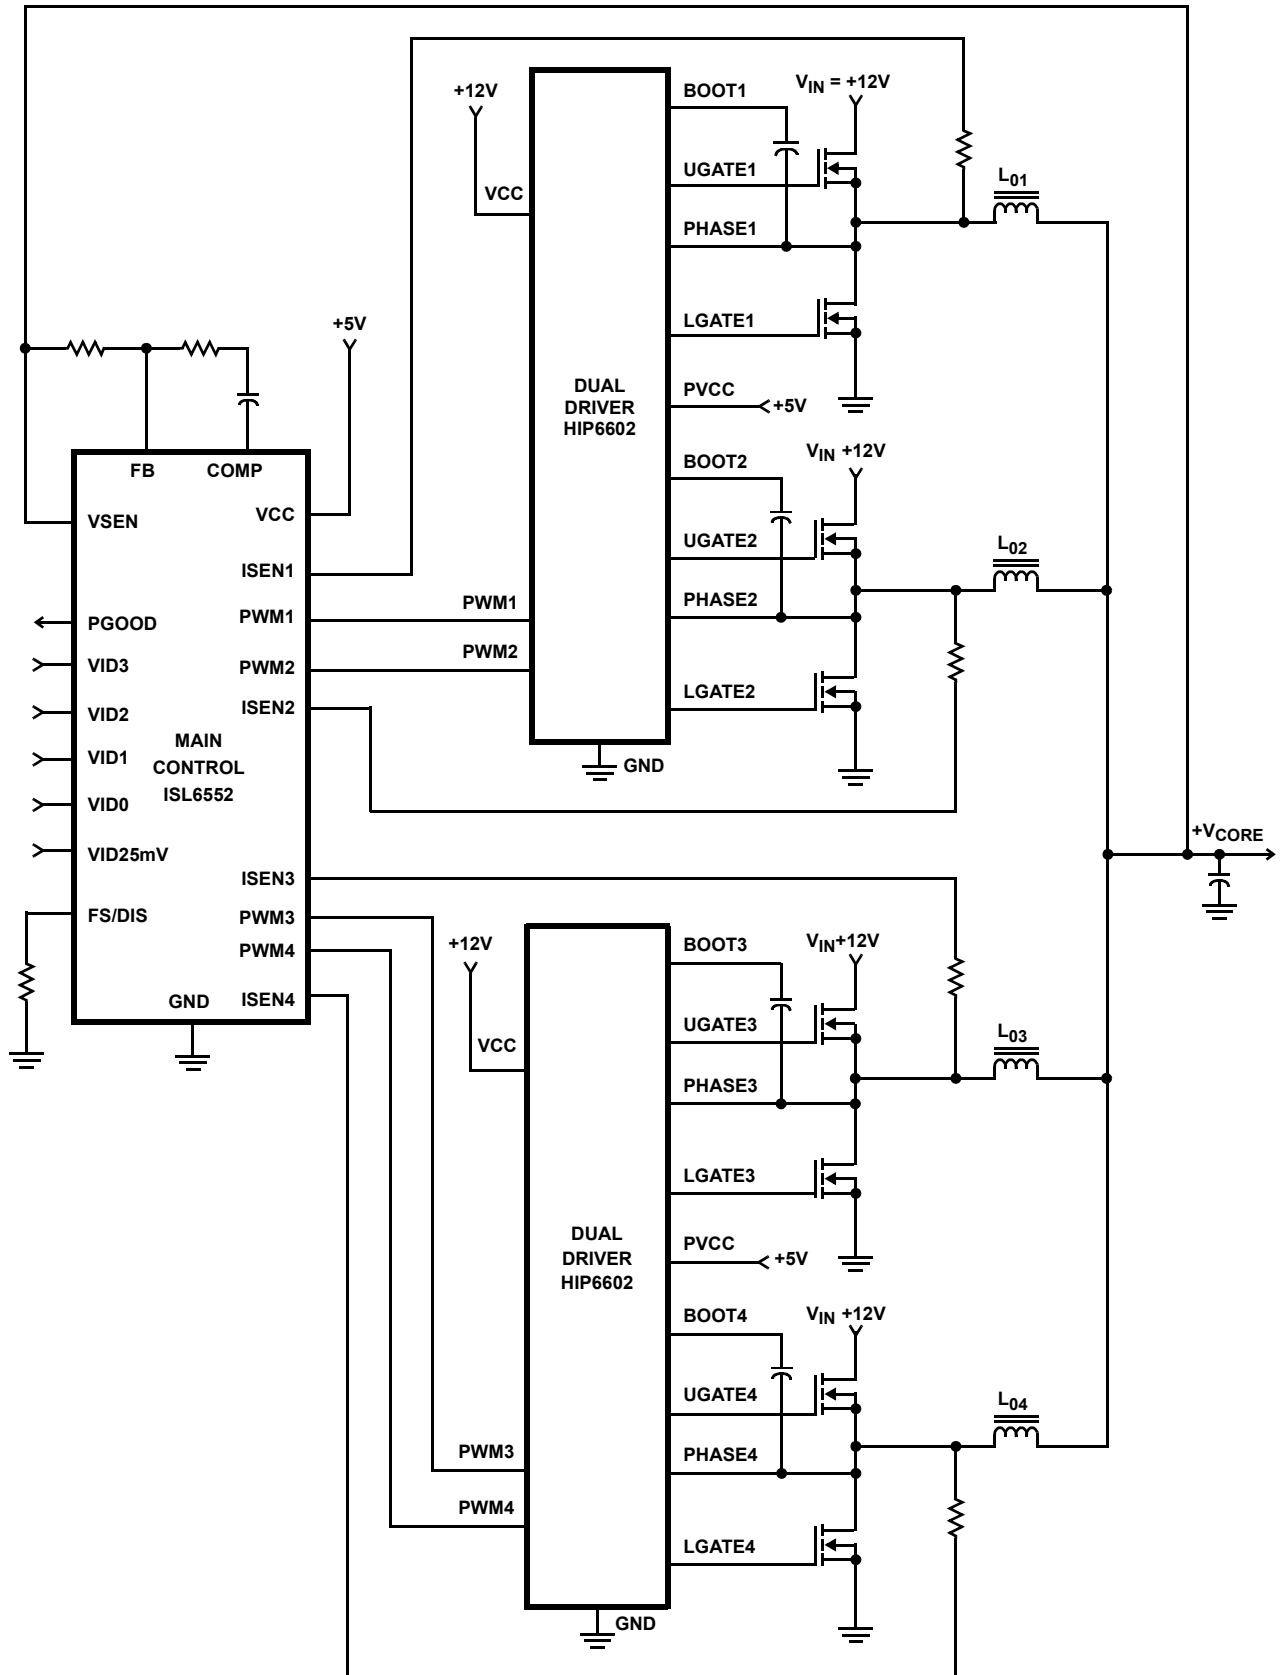 +12V
BOOT1
VIN = +12V
UGATE1
VCC
L01
PHASE1
LGATE1
+5V
DUAL
DRIVER
HIP6602
PVCC
+5V
VIN +12V
BOOT2
FB
COMP
VSEN
VCC
UGATE2
L02
ISEN1
PHASE2
PGOOD
PWM1
PWM1
VID3
PWM2
PWM2
LGATE2
VID2
ISEN2
MAIN
CONTROL
ISL6552
VID1
GND
VID0
+VCORE
VID25mV
ISEN3
FS/DIS
PWM3
PWM4
+12V
BOOT3
VIN+12V
GND
ISEN4
UGATE3
L03
VCC
PHASE3
LGATE3
DUAL
DRIVER
HIP6602
PVCC
+5V
BOOT4
VIN +12V
UGATE4
L04
PWM3
PHASE4
PWM4
LGATE4
GND